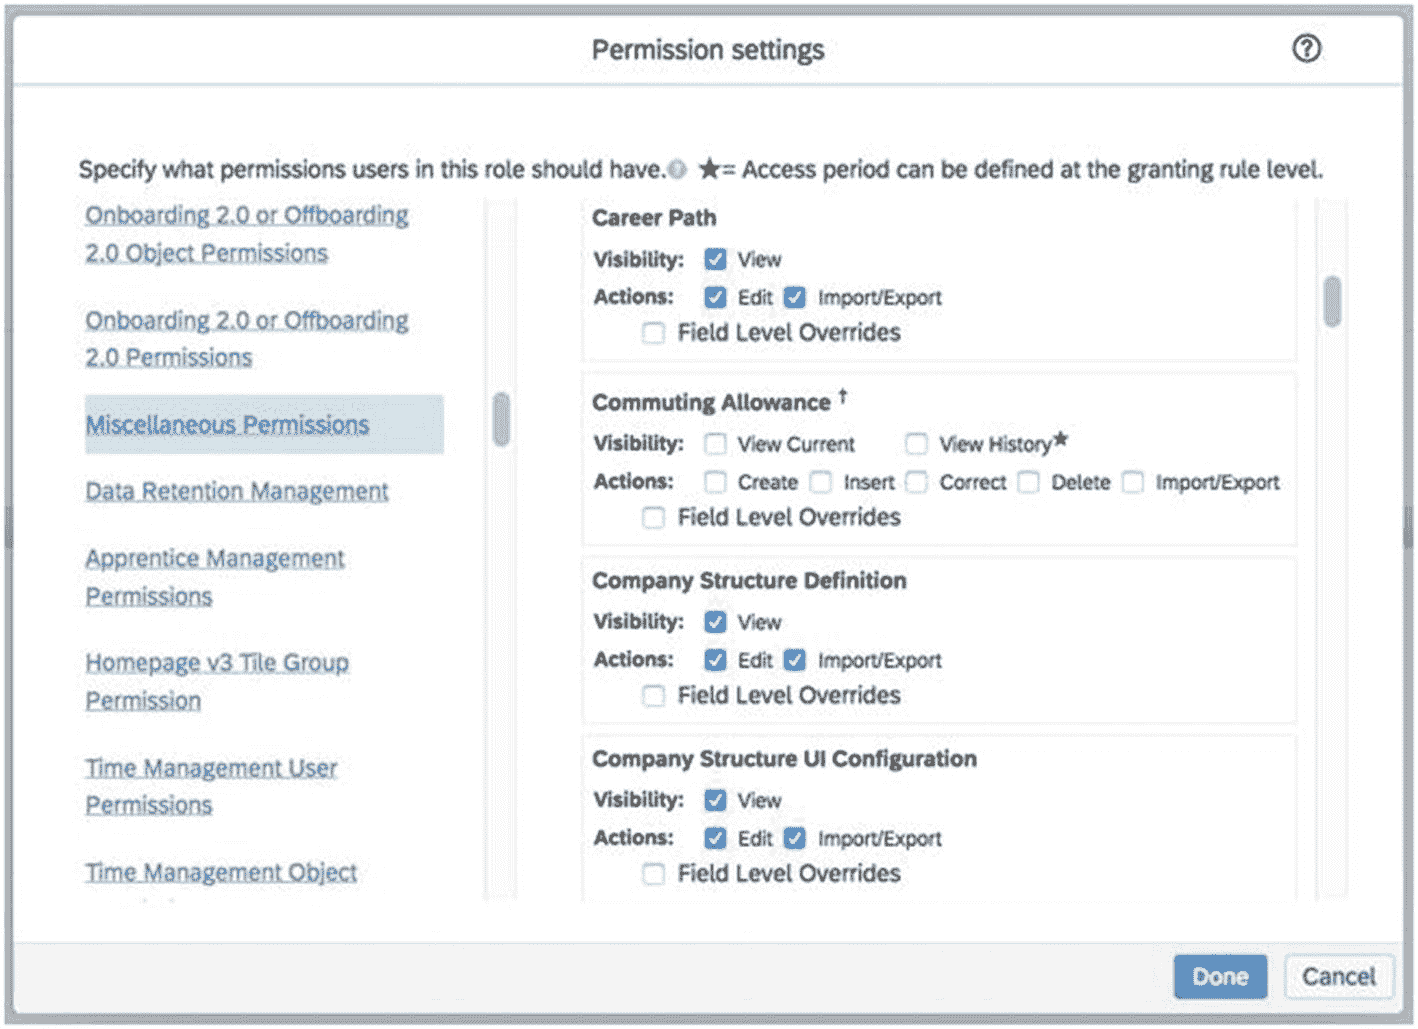 Permission settings
Specify what permissions users in this role should have. ★= Access period can be defined at the granting rule level.
Onboarding 2.0 or Offboarding
2.0 Object Permissions
Onboarding 2.0 or Offboarding
2.0 Permissions
Miscellaneous Permissions
Data Retention Management
Apprentice Management
Permissions
Homepage v3 Tile Group
Permission
Time Management User
Permissions
Time Management Object
Career Path
Visibility: View
Actions: Edit Import/Export
Field Level Overrides
Commuting Allowance †
Visibility: View Current View History★
Actions: Create Insert Correct Delete Import/Export
Field Level Overrides
Company Structure Definition
Visibility: View
Actions: Edit Import/Export
Field Level Overrides
Company Structure UI Configuration
Visibility: View
Actions: Edit Import/Export
Field Level Overrides
Done Cancel